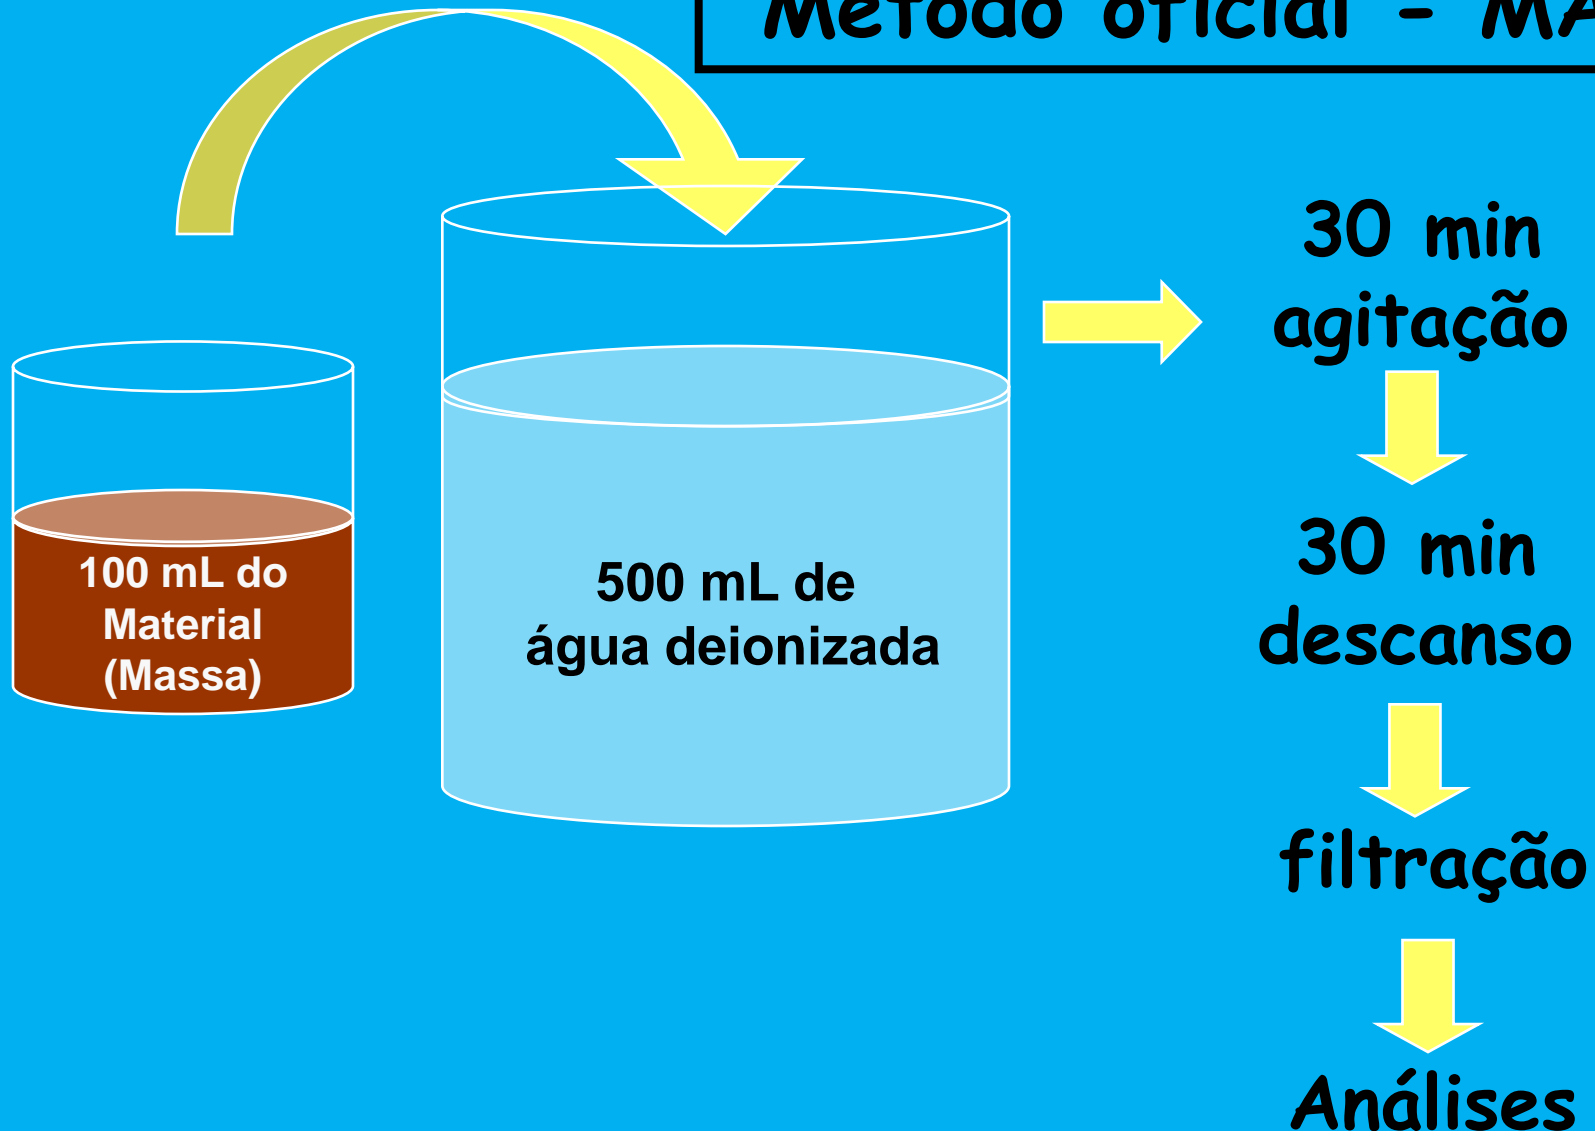 Método oficial - MA
30 min
agitação
100 mL do
Material
(Massa)
500 mL de
água deionizada
30 min
descanso
filtração
Análises